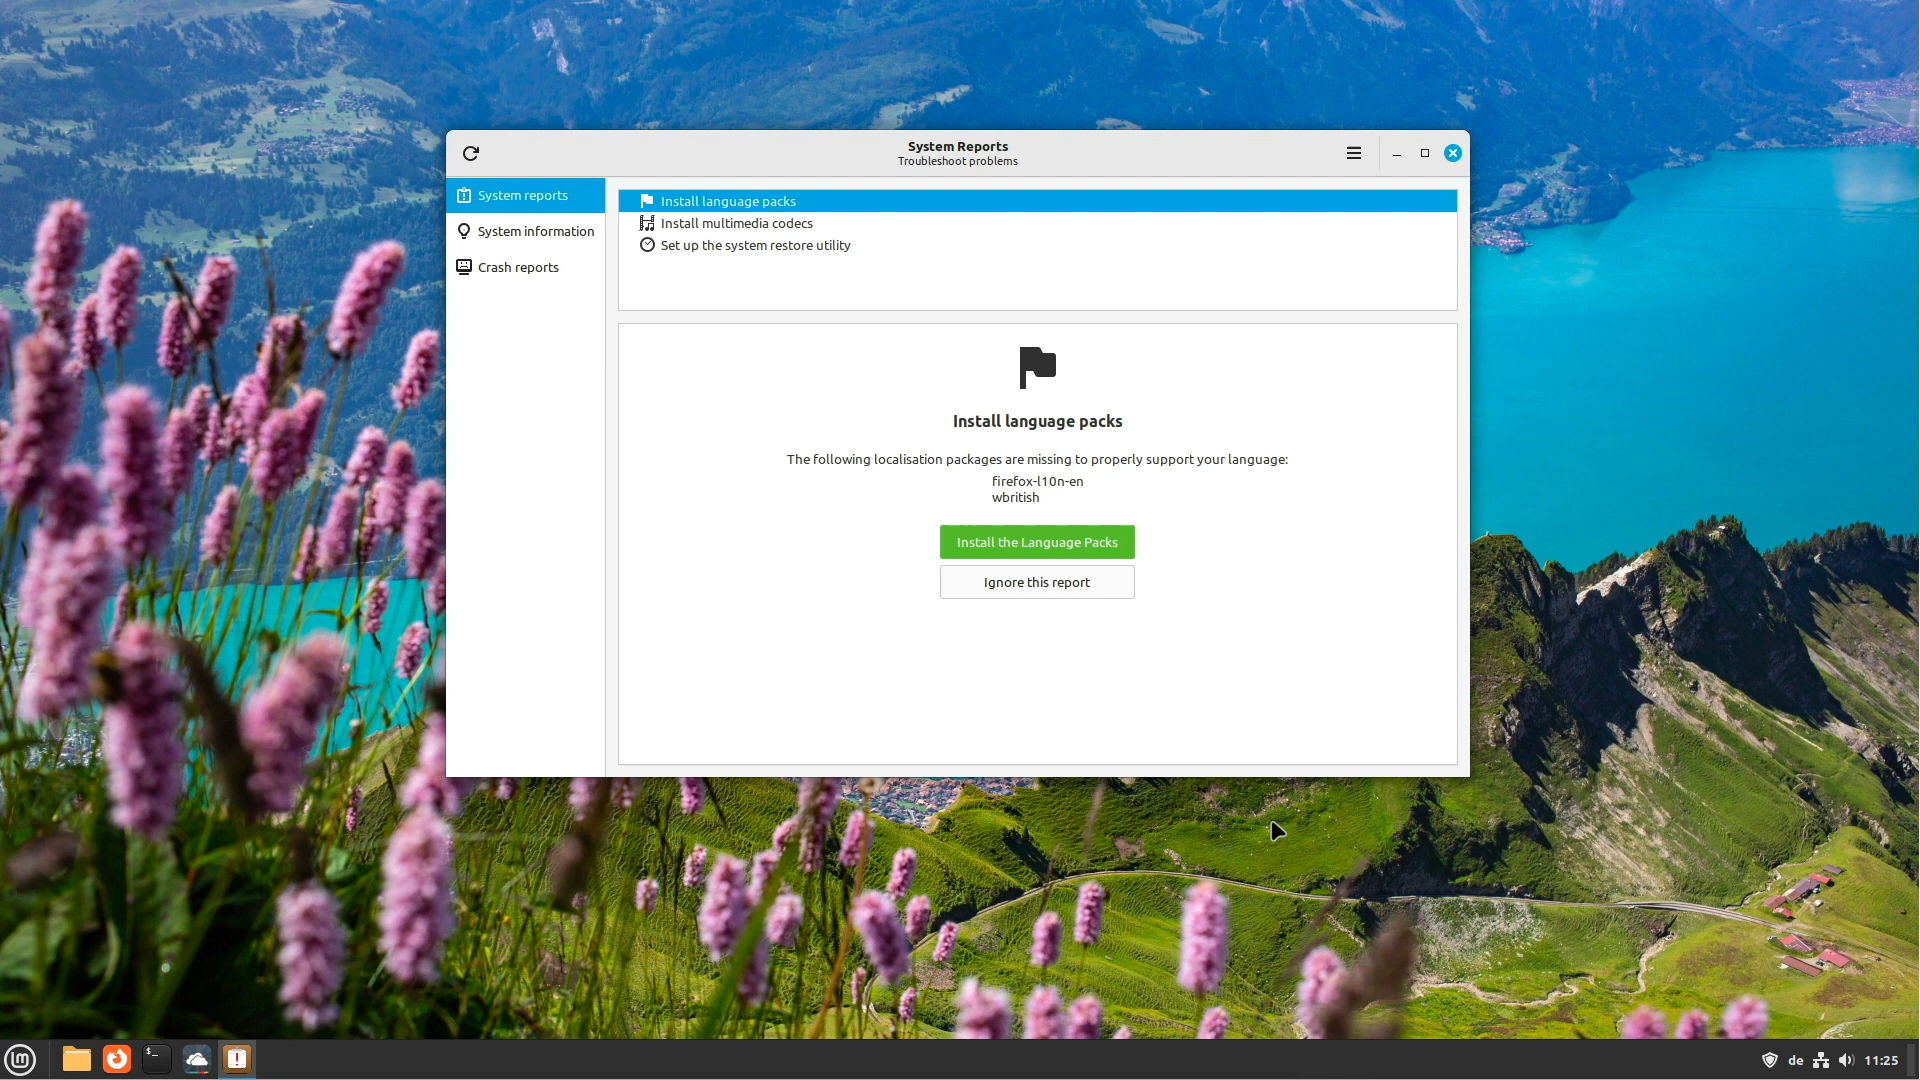 System Reports
Troubleshoot problems
System reports
System information
Crash reports
Install language packs
Install multimedia codecs
Set up the system restore utility
Install language packs
The following localisation packages are missing to properly support your language:
firefox-l10n-en
wbritish
Install the Language Packs
Ignore this report
lm
$_
!
de
11:25